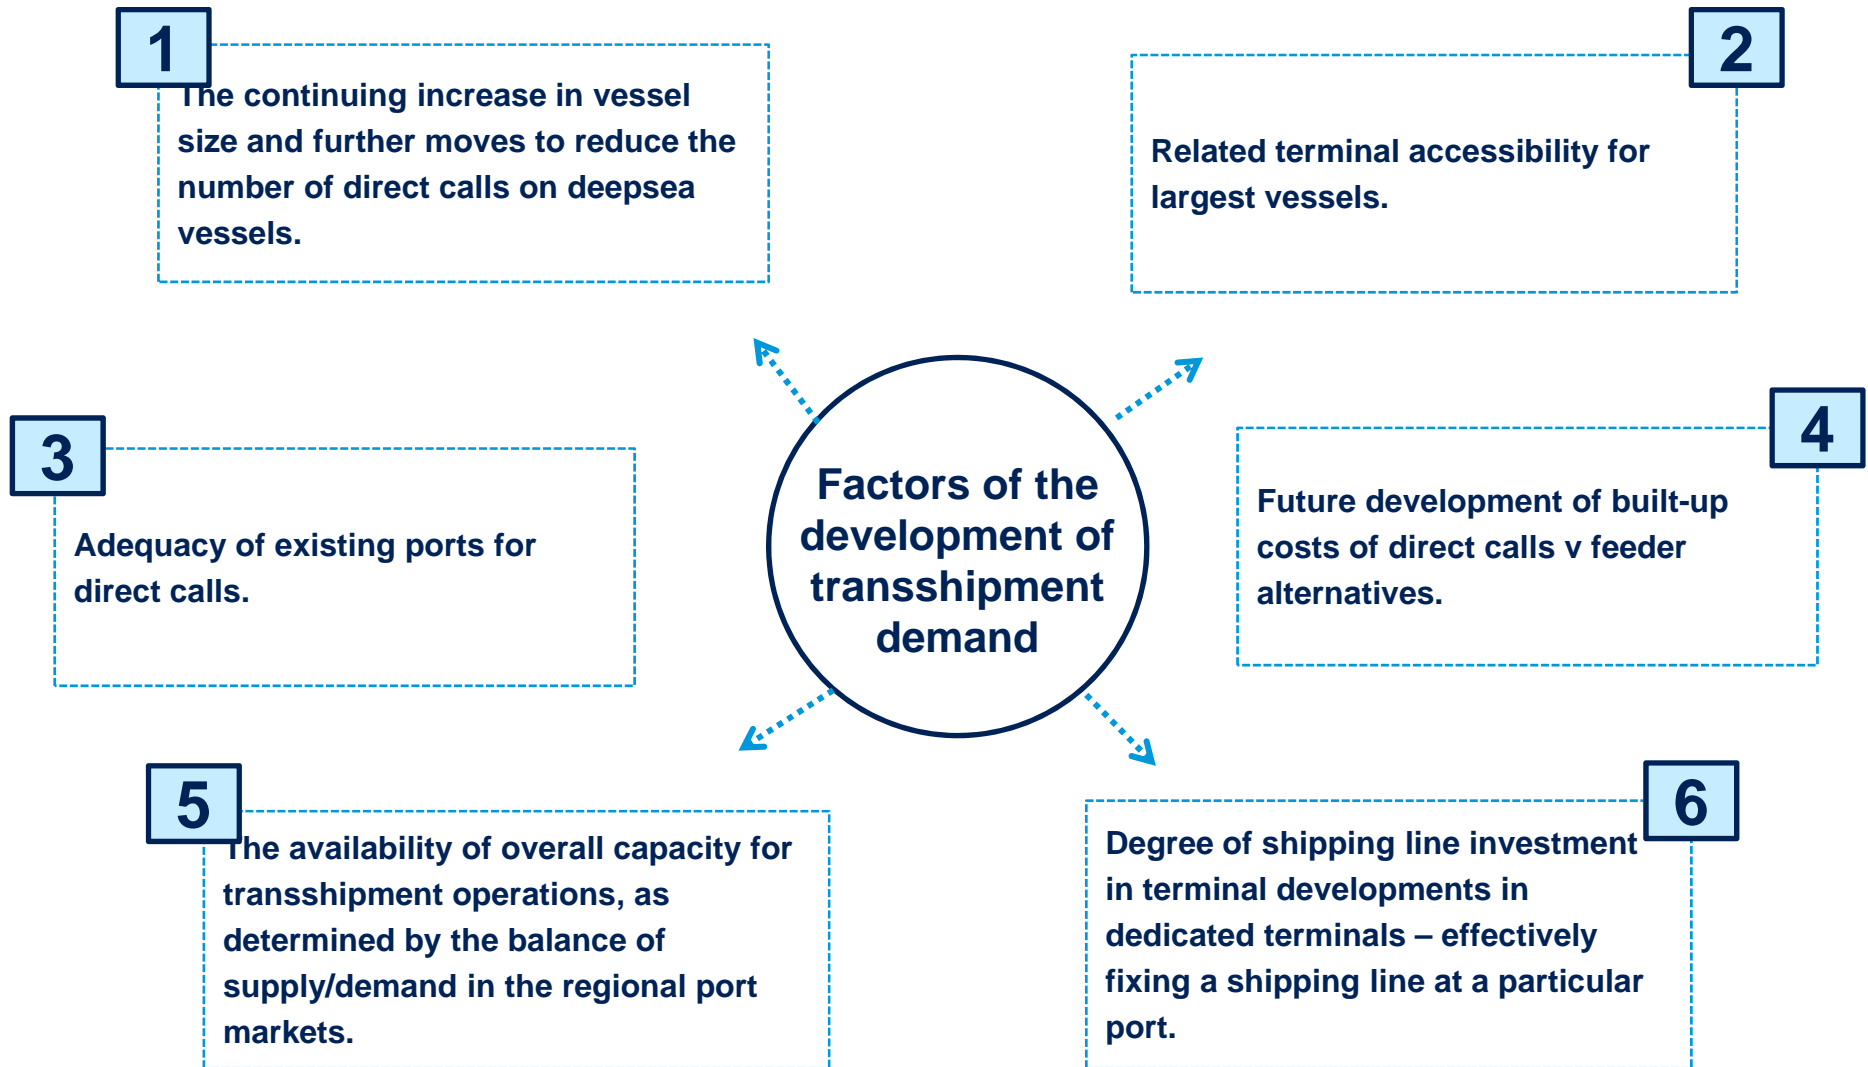 1
The continuing increase in vessel
size and further moves to reduce the
number of direct calls on deepsea
vessels.
2
Related terminal accessibility for
largest vessels.
3
Adequacy of existing ports for
direct calls.
Factors of the
development of
transshipment
demand
4
Future development of built-up
costs of direct calls v feeder
alternatives.
5
The availability of overall capacity for
transshipment operations, as
determined by the balance of
supply/demand in the regional port
markets.
6
Degree of shipping line investment
in terminal developments in
dedicated terminals – effectively
fixing a shipping line at a particular
port.